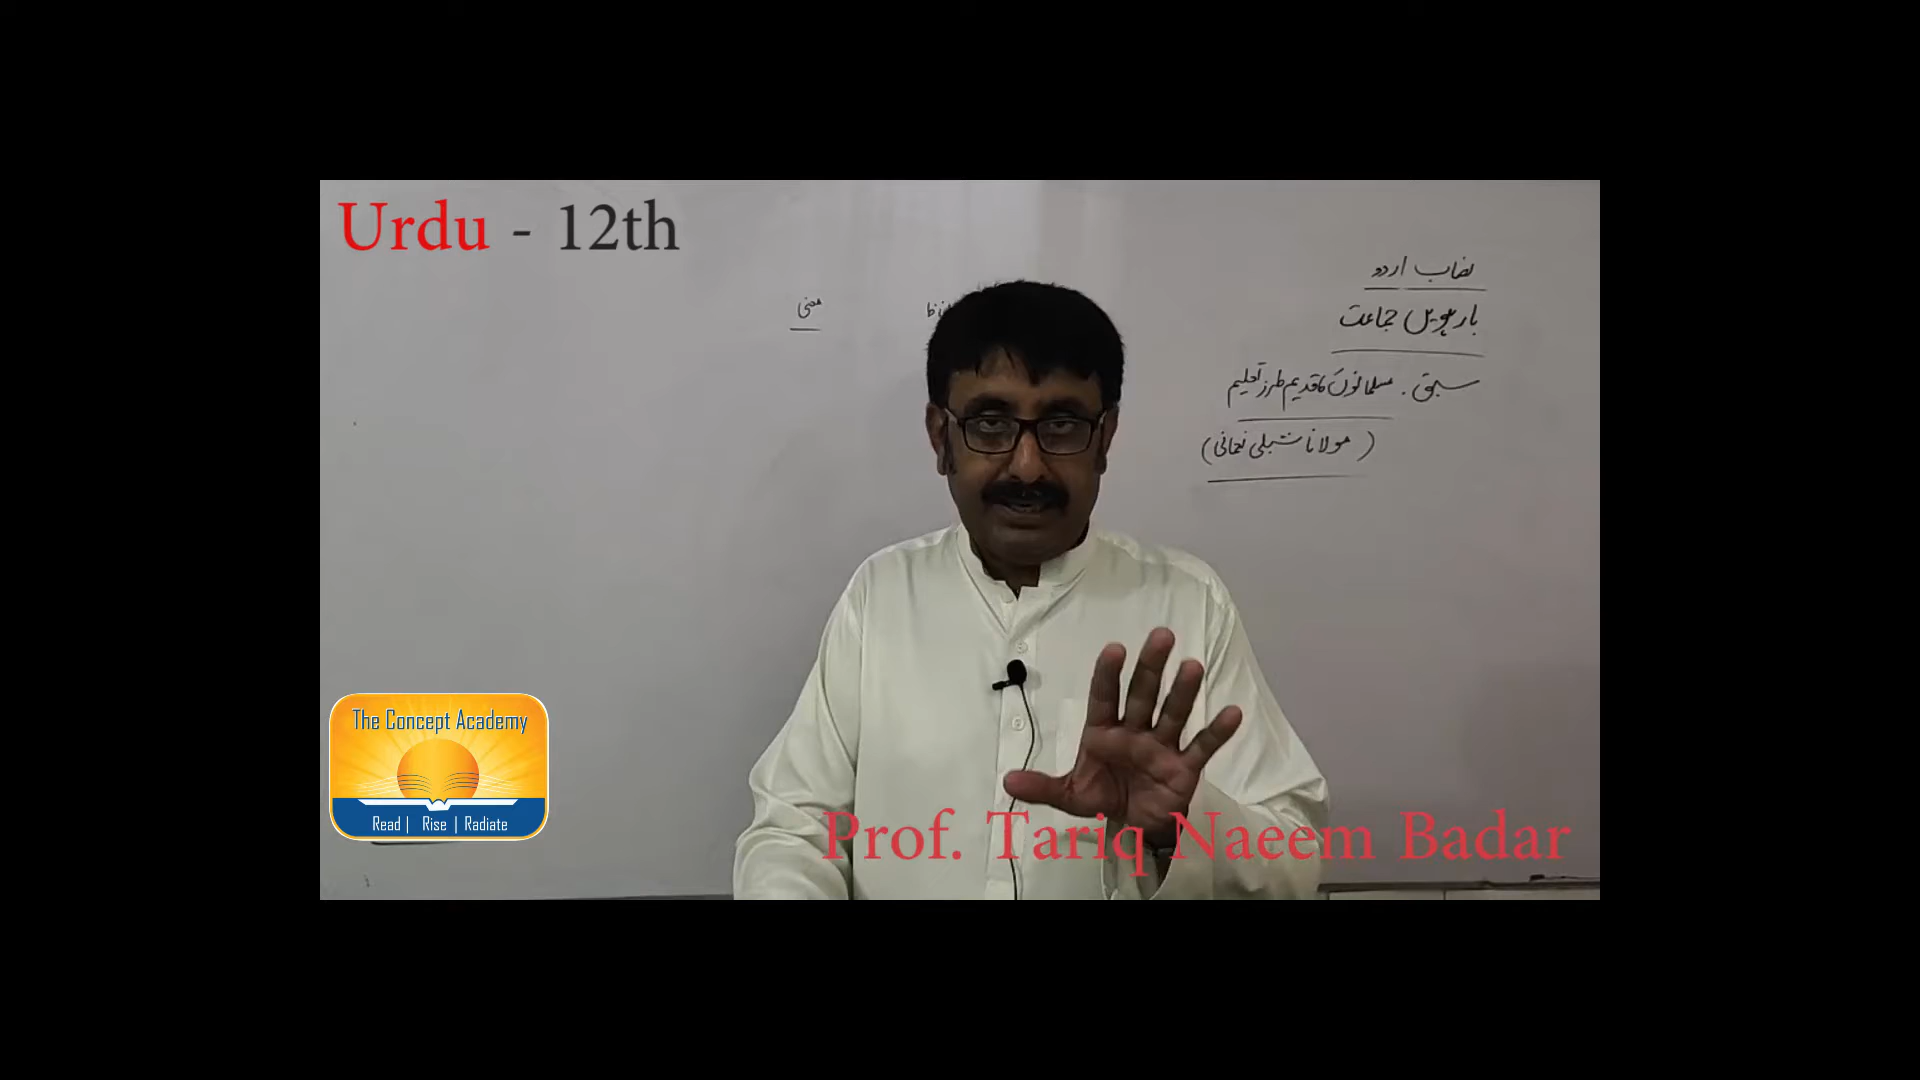 Urdu - 12th
نصاب اردو
بارہویں جماعت
سبق . مسلمانوں کا قدیم طرز تعلیم
(مولانا شبلی نعمانی)
معنی
The Concept Academy
Read | Rise | Radiate
Prof. Tariq Naeem Badar